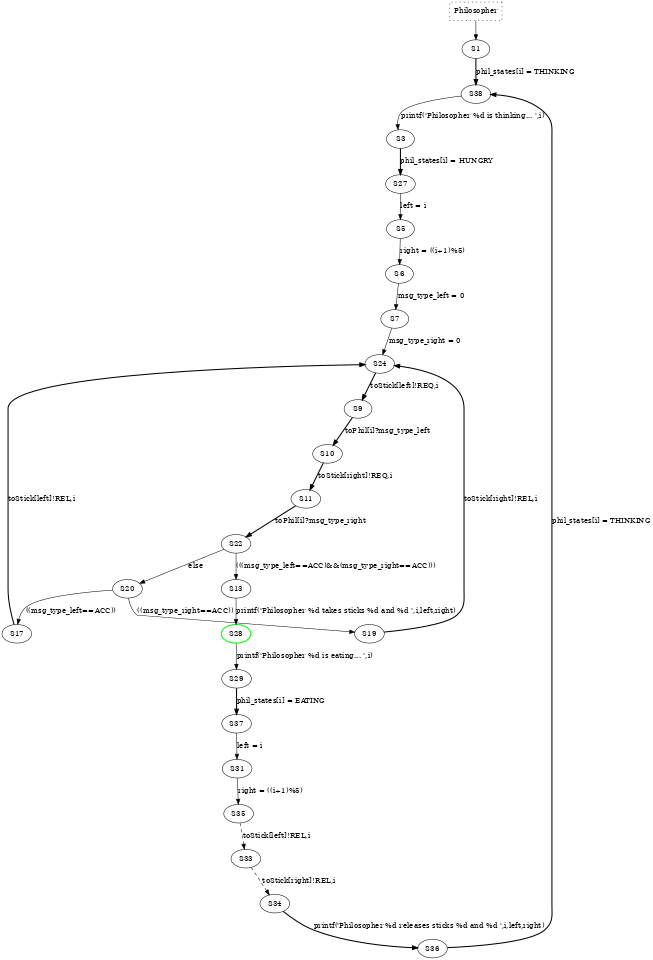 Philosopher
S1
phil_states[i] = THINKING
S38
printf('Philosopher %d is thinking... ',i)
S3
phil_states[i] = HUNGRY
S27
left = i
S5
right = ((i+1)%5)
S6
msg_type_left = 0
S7
msg_type_right = 0
S24
toStick[left]!REQ,i
S9
toPhil[i]?msg_type_left
S10
toStick[right]!REQ,i
S11
toStick[left]!REL,i
toStick[right]!REL,i
phil_states[i] = THINKING
toPhil[i]?msg_type_right
S22
else
(((msg_type_left==ACC)&&(msg_type_right==ACC)))
S20
S13
((msg_type_left==ACC))
((msg_type_right==ACC))
printf('Philosopher %d takes sticks %d and %d ',i,left,right)
S17
S28
S19
printf('Philosopher %d is eating... ',i)
S29
phil_states[i] = EATING
S37
left = i
S31
right = ((i+1)%5)
S35
toStick[left]!REL,i
S33
toStick[right]!REL,i
S34
printf('Philosopher %d releases sticks %d and %d ',i,left,right)
S36